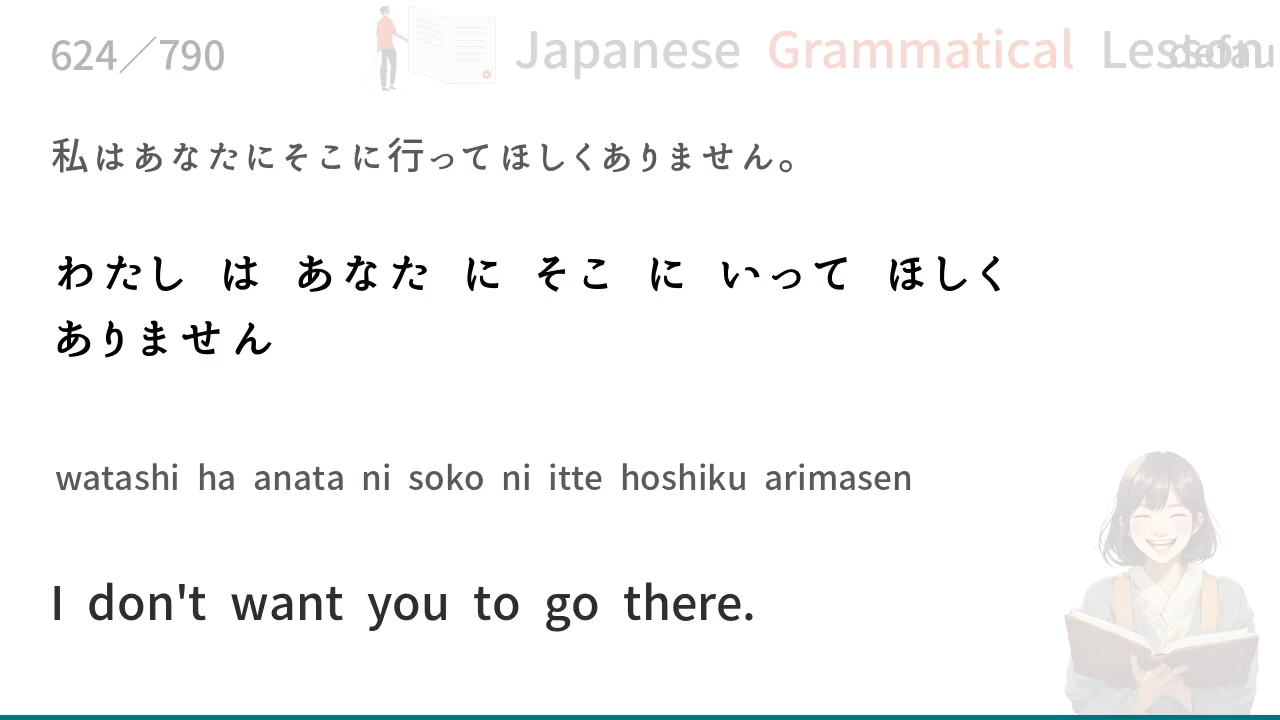 624／790
Japanese Grammatical Lesson
私はあなたにそこに行ってほしくありません。
わたし は あなた に そこ に いって ほしく
ありません
watashi ha anata ni soko ni itte hoshiku arimasen
I don't want you to go there.